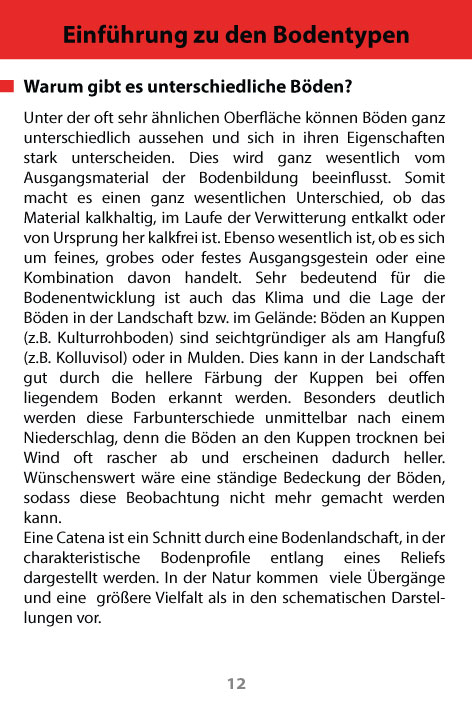 Einführung zu den Bodentypen
Warum gibt es unterschiedliche Böden?
Unter der oft sehr ähnlichen Oberfläche können Böden ganz
unterschiedlich aussehen und sich in ihren Eigenschaften
stark unterscheiden. Dies wird ganz wesentlich vom
Ausgangsmaterial der Bodenbildung beeinflusst. Somit
macht es einen ganz wesentlichen Unterschied, ob das
Material kalkhaltig, im Laufe der Verwitterung entkalkt oder
von Ursprung her kalkfrei ist. Ebenso wesentlich ist, ob es sich
um feines, grobes oder festes Ausgangsgestein oder eine
Kombination davon handelt. Sehr bedeutend für die
Bodenentwicklung ist auch das Klima und die Lage der
Böden in der Landschaft bzw. im Gelände: Böden an Kuppen
(z.B. Kulturrohboden) sind seichtgründiger als am Hangfuß
(z.B. Kolluvisol) oder in Mulden. Dies kann in der Landschaft
gut durch die hellere Färbung der Kuppen bei offen
liegendem Boden erkannt werden. Besonders deutlich
werden diese Farbunterschiede unmittelbar nach einem
Niederschlag, denn die Böden an den Kuppen trocknen bei
Wind oft rascher ab und erscheinen dadurch heller.
Wünschenswert wäre eine ständige Bedeckung der Böden,
sodass diese Beobachtung nicht mehr gemacht werden
kann.
Eine Catena ist ein Schnitt durch eine Bodenlandschaft, in der
charakteristische Bodenprofile entlang eines Reliefs
dargestellt werden. In der Natur kommen viele Übergänge
und eine größere Vielfalt als in den schematischen Darstel-
lungen vor.
12